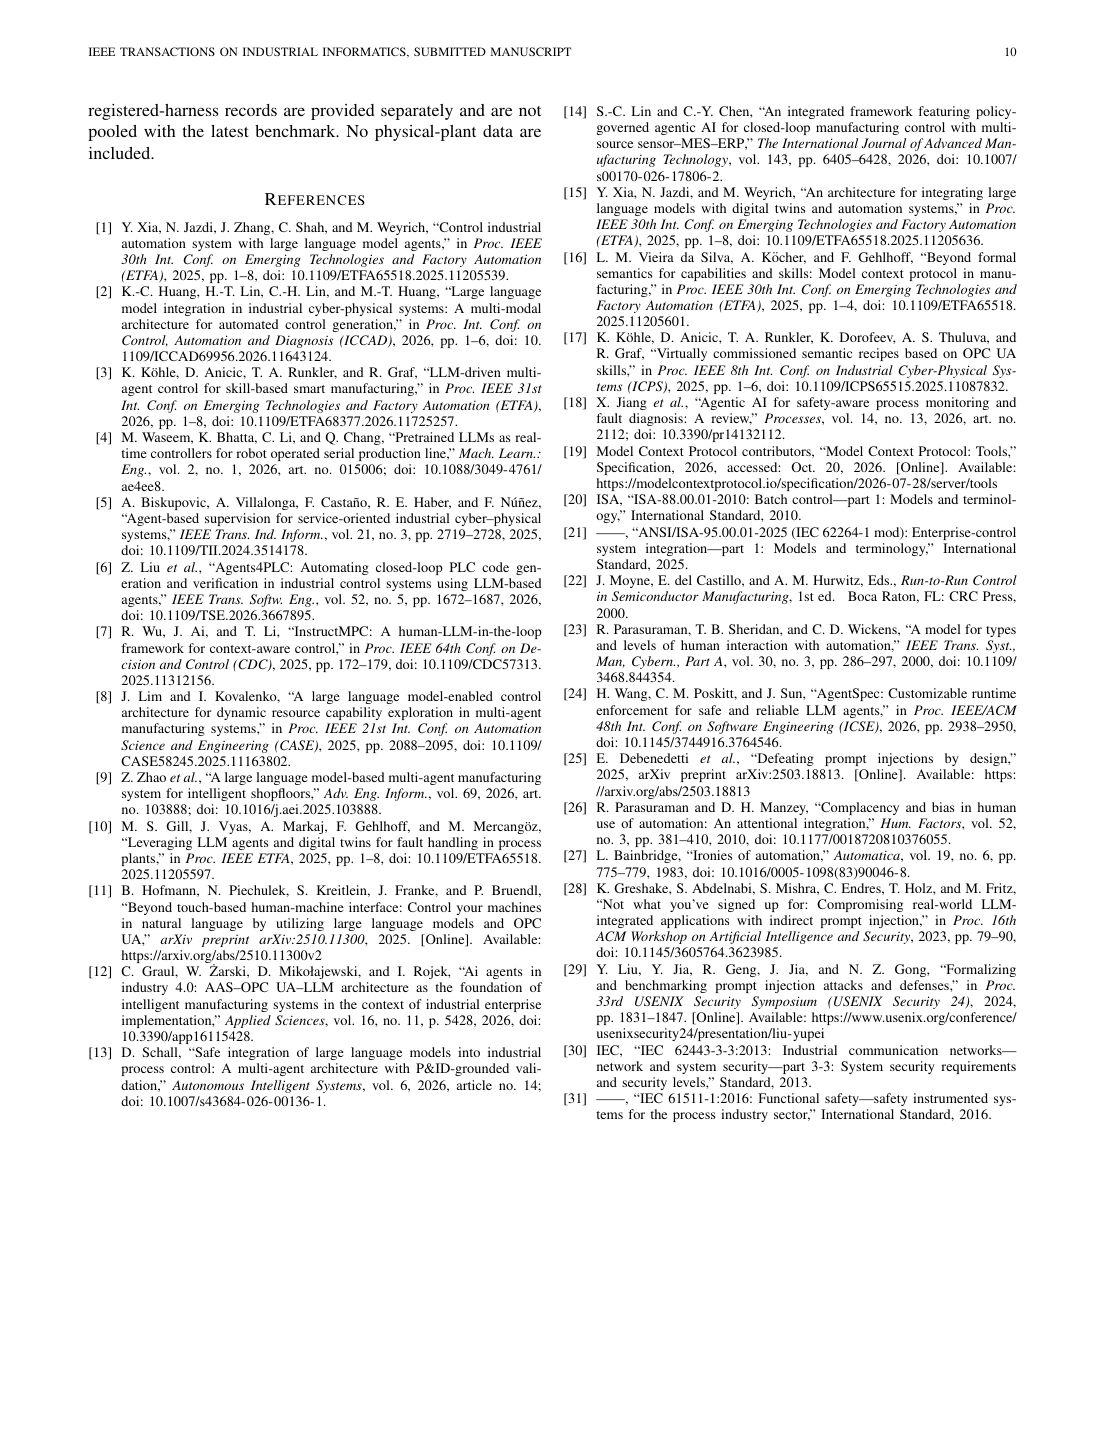 IEEE TRANSACTIONS ON INDUSTRIAL INFORMATICS, SUBMITTED MANUSCRIPT 10
registered-harness records are provided separately and are not
pooled with the latest benchmark. No physical-plant data are
included.
REFERENCES
[1] Y. Xia, N. Jazdi, J. Zhang, C. Shah, and M. Weyrich, “Control industrial
automation system with large language model agents,” in Proc. IEEE
30th Int. Conf. on Emerging Technologies and Factory Automation
(ETFA), 2025, pp. 1–8, doi: 10.1109/ETFA65518.2025.11205539.
[2] K.-C. Huang, H.-T. Lin, C.-H. Lin, and M.-T. Huang, “Large language
model integration in industrial cyber-physical systems: A multi-modal
architecture for automated control generation,” in Proc. Int. Conf. on
Control, Automation and Diagnosis (ICCAD), 2026, pp. 1–6, doi: 10.
1109/ICCAD69956.2026.11643124.
[3] K. Köhle, D. Anicic, T. A. Runkler, and R. Graf, “LLM-driven multi-
agent control for skill-based smart manufacturing,” in Proc. IEEE 31st
Int. Conf. on Emerging Technologies and Factory Automation (ETFA),
2026, pp. 1–8, doi: 10.1109/ETFA68377.2026.11725257.
[4] M. Waseem, K. Bhatta, C. Li, and Q. Chang, “Pretrained LLMs as real-
time controllers for robot operated serial production line,” Mach. Learn.:
Eng., vol. 2, no. 1, 2026, art. no. 015006; doi: 10.1088/3049-4761/
ae4ee8.
[5] A. Biskupovic, A. Villalonga, F. Castaño, R. E. Haber, and F. Núñez,
“Agent-based supervision for service-oriented industrial cyber–physical
systems,” IEEE Trans. Ind. Inform., vol. 21, no. 3, pp. 2719–2728, 2025,
doi: 10.1109/TII.2024.3514178.
[6] Z. Liu et al., “Agents4PLC: Automating closed-loop PLC code gen-
eration and verification in industrial control systems using LLM-based
agents,” IEEE Trans. Softw. Eng., vol. 52, no. 5, pp. 1672–1687, 2026,
doi: 10.1109/TSE.2026.3667895.
[7] R. Wu, J. Ai, and T. Li, “InstructMPC: A human-LLM-in-the-loop
framework for context-aware control,” in Proc. IEEE 64th Conf. on De-
cision and Control (CDC), 2025, pp. 172–179, doi: 10.1109/CDC57313.
2025.11312156.
[8] J. Lim and I. Kovalenko, “A large language model-enabled control
architecture for dynamic resource capability exploration in multi-agent
manufacturing systems,” in Proc. IEEE 21st Int. Conf. on Automation
Science and Engineering (CASE), 2025, pp. 2088–2095, doi: 10.1109/
CASE58245.2025.11163802.
[9] Z. Zhao et al., “A large language model-based multi-agent manufacturing
system for intelligent shopfloors,” Adv. Eng. Inform., vol. 69, 2026, art.
no. 103888; doi: 10.1016/j.aei.2025.103888.
[10] M. S. Gill, J. Vyas, A. Markaj, F. Gehlhoff, and M. Mercangöz,
“Leveraging LLM agents and digital twins for fault handling in process
plants,” in Proc. IEEE ETFA, 2025, pp. 1–8, doi: 10.1109/ETFA65518.
2025.11205597.
[11] B. Hofmann, N. Piechulek, S. Kreitlein, J. Franke, and P. Bruendl,
“Beyond touch-based human-machine interface: Control your machines
in natural language by utilizing large language models and OPC
UA,” arXiv preprint arXiv:2510.11300, 2025. [Online]. Available:
https://arxiv.org/abs/2510.11300v2
[12] C. Graul, W. Żarski, D. Mikołajewski, and I. Rojek, “Ai agents in
industry 4.0: AAS–OPC UA–LLM architecture as the foundation of
intelligent manufacturing systems in the context of industrial enterprise
implementation,” Applied Sciences, vol. 16, no. 11, p. 5428, 2026, doi:
10.3390/app16115428.
[13] D. Schall, “Safe integration of large language models into industrial
process control: A multi-agent architecture with P&ID-grounded vali-
dation,” Autonomous Intelligent Systems, vol. 6, 2026, article no. 14;
doi: 10.1007/s43684-026-00136-1.
[14] S.-C. Lin and C.-Y. Chen, “An integrated framework featuring policy-
governed agentic AI for closed-loop manufacturing control with multi-
source sensor–MES–ERP,” The International Journal of Advanced Man-
ufacturing Technology, vol. 143, pp. 6405–6428, 2026, doi: 10.1007/
s00170-026-17806-2.
[15] Y. Xia, N. Jazdi, and M. Weyrich, “An architecture for integrating large
language models with digital twins and automation systems,” in Proc.
IEEE 30th Int. Conf. on Emerging Technologies and Factory Automation
(ETFA), 2025, pp. 1–8, doi: 10.1109/ETFA65518.2025.11205636.
[16] L. M. Vieira da Silva, A. Köcher, and F. Gehlhoff, “Beyond formal
semantics for capabilities and skills: Model context protocol in manu-
facturing,” in Proc. IEEE 30th Int. Conf. on Emerging Technologies and
Factory Automation (ETFA), 2025, pp. 1–4, doi: 10.1109/ETFA65518.
2025.11205601.
[17] K. Köhle, D. Anicic, T. A. Runkler, K. Dorofeev, A. S. Thuluva, and
R. Graf, “Virtually commissioned semantic recipes based on OPC UA
skills,” in Proc. IEEE 8th Int. Conf. on Industrial Cyber-Physical Sys-
tems (ICPS), 2025, pp. 1–6, doi: 10.1109/ICPS65515.2025.11087832.
[18] X. Jiang et al., “Agentic AI for safety-aware process monitoring and
fault diagnosis: A review,” Processes, vol. 14, no. 13, 2026, art. no.
2112; doi: 10.3390/pr14132112.
[19] Model Context Protocol contributors, “Model Context Protocol: Tools,”
Specification, 2026, accessed: Oct. 20, 2026. [Online]. Available:
https://modelcontextprotocol.io/specification/2026-07-28/server/tools
[20] ISA, “ISA-88.00.01-2010: Batch control—part 1: Models and terminol-
ogy,” International Standard, 2010.
[21] ——, “ANSI/ISA-95.00.01-2025 (IEC 62264-1 mod): Enterprise-control
system integration—part 1: Models and terminology,” International
Standard, 2025.
[22] J. Moyne, E. del Castillo, and A. M. Hurwitz, Eds., Run-to-Run Control
in Semiconductor Manufacturing, 1st ed. Boca Raton, FL: CRC Press,
2000.
[23] R. Parasuraman, T. B. Sheridan, and C. D. Wickens, “A model for types
and levels of human interaction with automation,” IEEE Trans. Syst.,
Man, Cybern., Part A, vol. 30, no. 3, pp. 286–297, 2000, doi: 10.1109/
3468.844354.
[24] H. Wang, C. M. Poskitt, and J. Sun, “AgentSpec: Customizable runtime
enforcement for safe and reliable LLM agents,” in Proc. IEEE/ACM
48th Int. Conf. on Software Engineering (ICSE), 2026, pp. 2938–2950,
doi: 10.1145/3744916.3764546.
[25] E. Debenedetti et al., “Defeating prompt injections by design,”
2025, arXiv preprint arXiv:2503.18813. [Online]. Available: https:
//arxiv.org/abs/2503.18813
[26] R. Parasuraman and D. H. Manzey, “Complacency and bias in human
use of automation: An attentional integration,” Hum. Factors, vol. 52,
no. 3, pp. 381–410, 2010, doi: 10.1177/0018720810376055.
[27] L. Bainbridge, “Ironies of automation,” Automatica, vol. 19, no. 6, pp.
775–779, 1983, doi: 10.1016/0005-1098(83)90046-8.
[28] K. Greshake, S. Abdelnabi, S. Mishra, C. Endres, T. Holz, and M. Fritz,
“Not what you’ve signed up for: Compromising real-world LLM-
integrated applications with indirect prompt injection,” in Proc. 16th
ACM Workshop on Artificial Intelligence and Security, 2023, pp. 79–90,
doi: 10.1145/3605764.3623985.
[29] Y. Liu, Y. Jia, R. Geng, J. Jia, and N. Z. Gong, “Formalizing
and benchmarking prompt injection attacks and defenses,” in Proc.
33rd USENIX Security Symposium (USENIX Security 24), 2024,
pp. 1831–1847. [Online]. Available: https://www.usenix.org/conference/
usenixsecurity24/presentation/liu-yupei
[30] IEC, “IEC 62443-3-3:2013: Industrial communication networks—
network and system security—part 3-3: System security requirements
and security levels,” Standard, 2013.
[31] ——, “IEC 61511-1:2016: Functional safety—safety instrumented sys-
tems for the process industry sector,” International Standard, 2016.